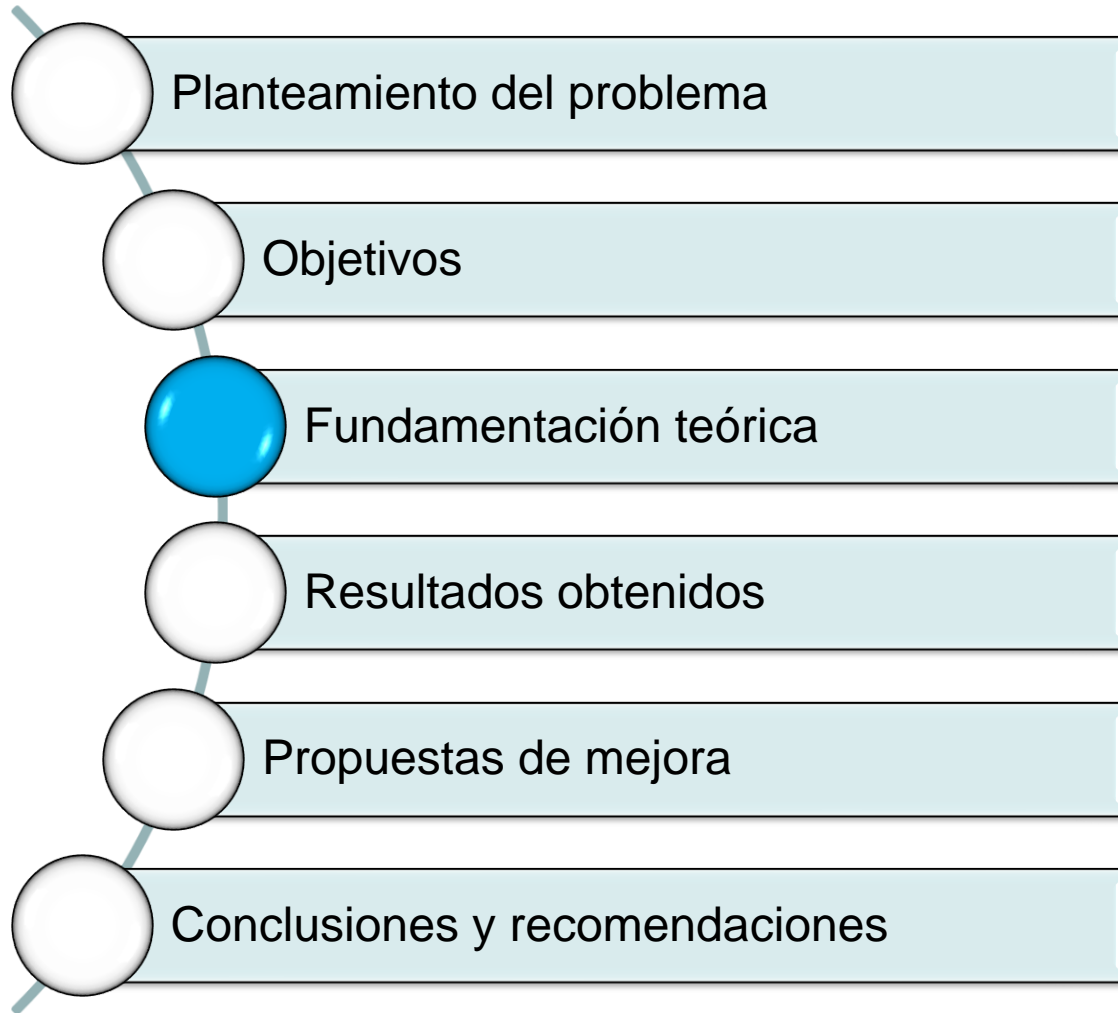 Planteamiento del problema
Objetivos
Fundamentación teórica
Resultados obtenidos
Propuestas de mejora
Conclusiones y recomendaciones